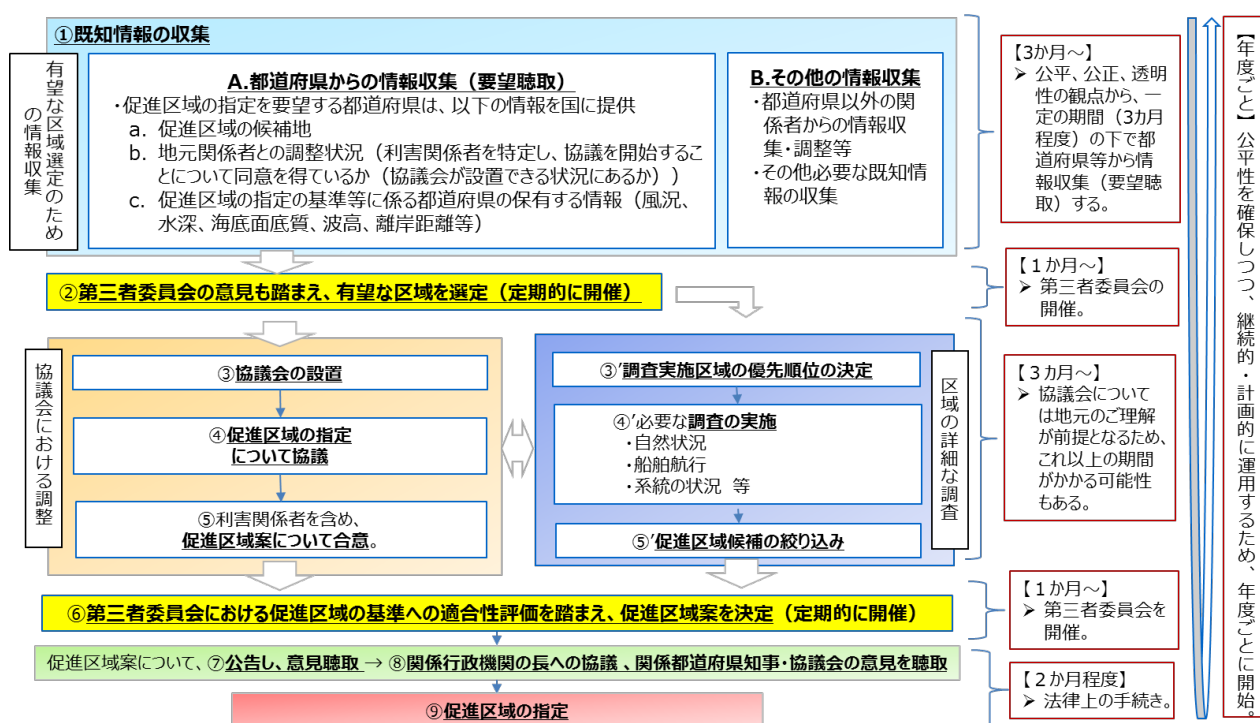 ①既知情報の収集
有望な区域選定のため
の情報収集
A.都道府県からの情報収集（要望聴取）
・促進区域の指定を要望する都道府県は、以下の情報を国に提供
a. 促進区域の候補地
b. 地元関係者との調整状況（利害関係者を特定し、協議を開始するこ
とについて同意を得ているか（協議会が設置できる状況にあるか））
c. 促進区域の指定の基準等に係る都道府県の保有する情報（風況、
水深、海底面底質、波高、離岸距離等）
B.その他の情報収集
・都道府県以外の関
係者からの情報収
集・調整等
・その他必要な既知情
報の収集
【3か月～】
➢ 公平、公正、透明
性の観点から、一
定の期間（3カ月
程度）の下で都
道府県等から情
報収集（要望聴
取）する。
②第三者委員会の意見も踏まえ、有望な区域を選定（定期的に開催）
【１か月～】
➢ 第三者委員会の
開催。
協議会における調整
③協議会の設置
④促進区域の指定
について協議
⑤利害関係者を含め、
促進区域案について合意。
③’調査実施区域の優先順位の決定
④’必要な調査の実施
・自然状況
・船舶航行
・系統の状況 等
⑤’促進区域候補の絞り込み
区域の詳細な調査
【３カ月～】
➢ 協議会について
は地元のご理解
が前提となるため、
これ以上の期間
がかかる可能性
もある。
⑥第三者委員会における促進区域の基準への適合性評価を踏まえ、促進区域案を決定（定期的に開催）
【１か月～】
➢ 第三者委員会を
開催。
促進区域案について、⑦公告し、意見聴取 → ⑧関係行政機関の長への協議 、関係都道府県知事・協議会の意見を聴取
【２か月程度】
➢ 法律上の手続き。
⑨促進区域の指定
【年度ごと】公平性を確保しつつ、継続的・計画的に運用するため、年度ごとに開始。